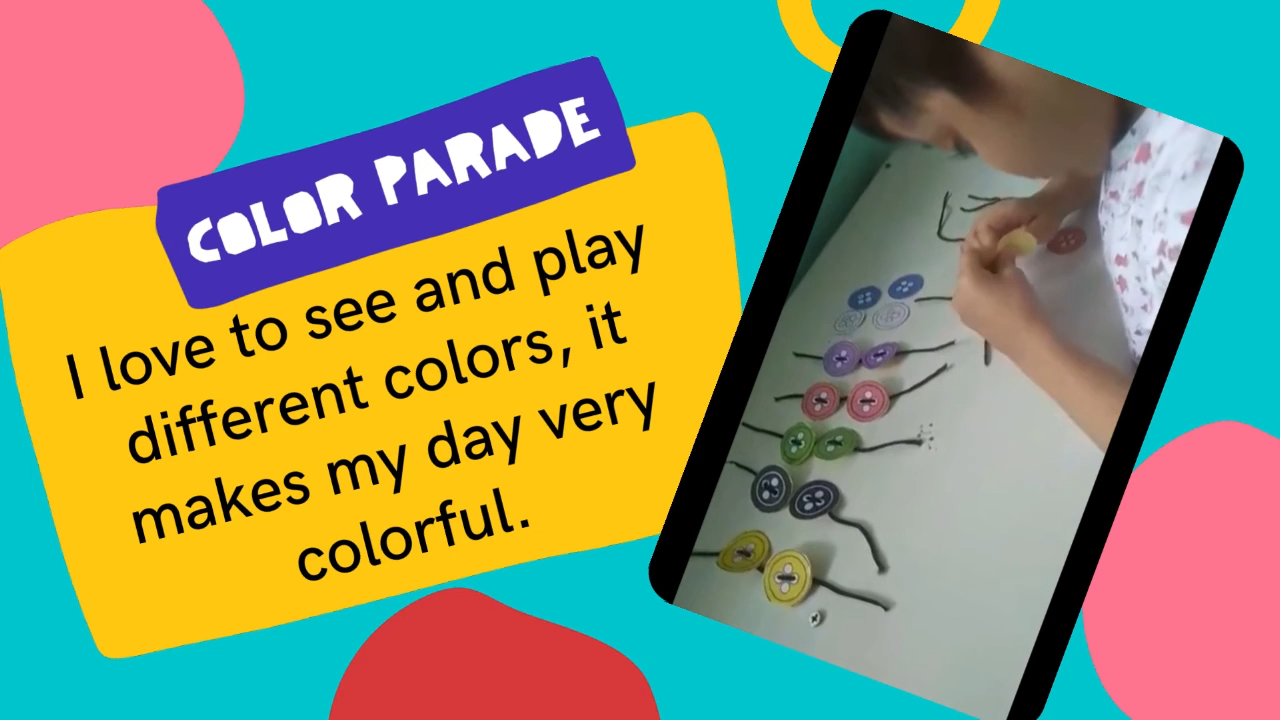 COLOR PARADE
I love to see and play
different colors, it
makes my day very
colorful.